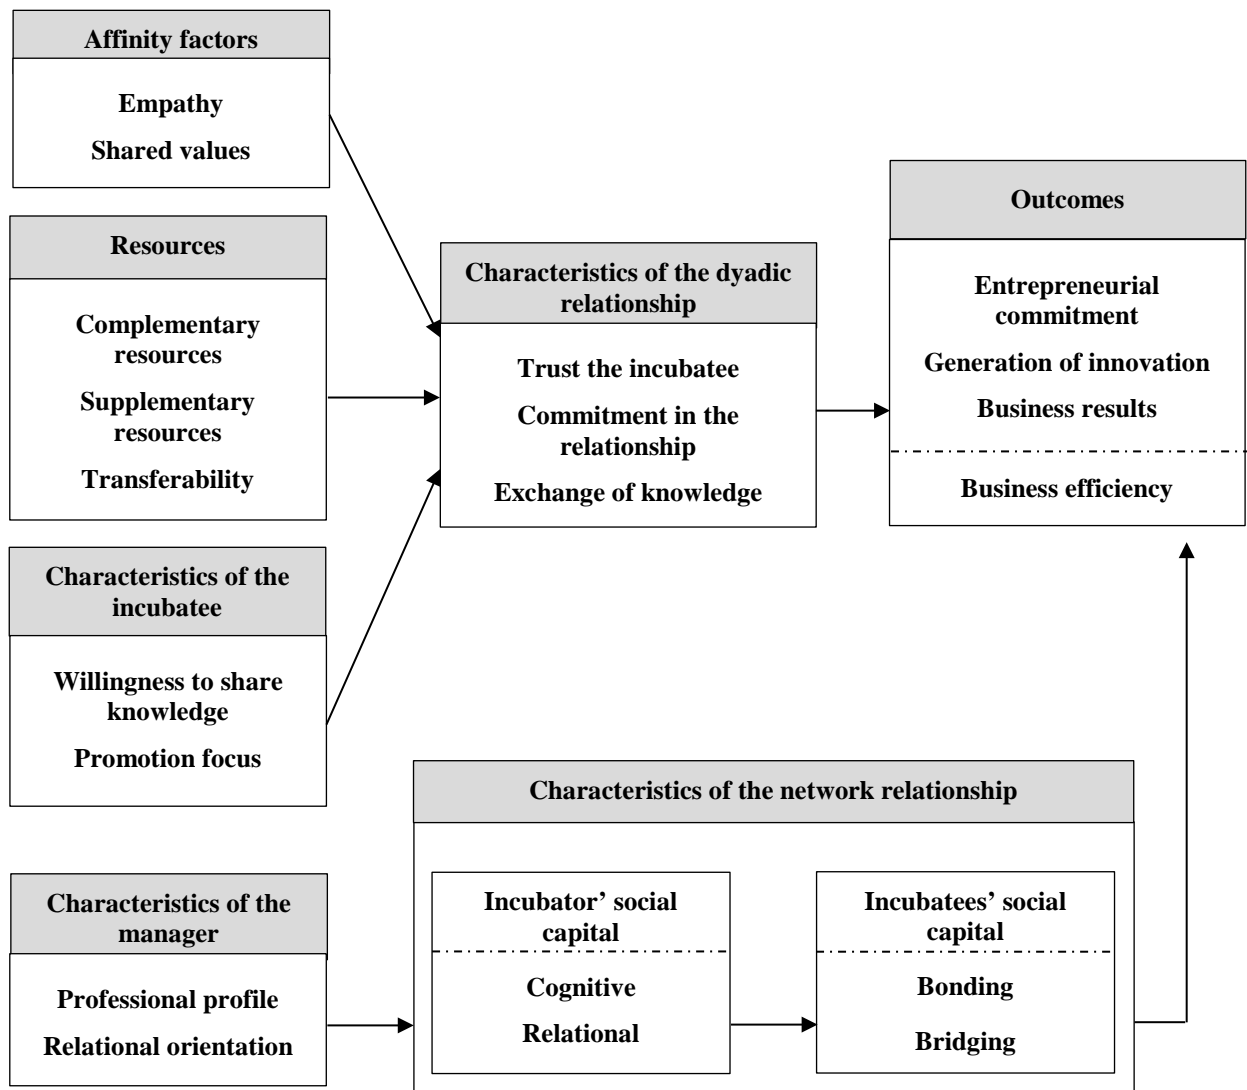 Affinity factors
Empathy
Shared values
Resources
Complementary
resources
Supplementary
resources
Transferability
Characteristics of the
incubatee
Willingness to share
knowledge
Promotion focus
Characteristics of the
manager
Professional profile
Relational orientation
Characteristics of the dyadic
relationship
Trust the incubatee
Commitment in the
relationship
Exchange of knowledge
Outcomes
Entrepreneurial
commitment
Generation of innovation
Business results
Business efficiency
Characteristics of the network relationship
Incubator’ social
capital
Cognitive
Relational
Incubatees’ social
capital
Bonding
Bridging